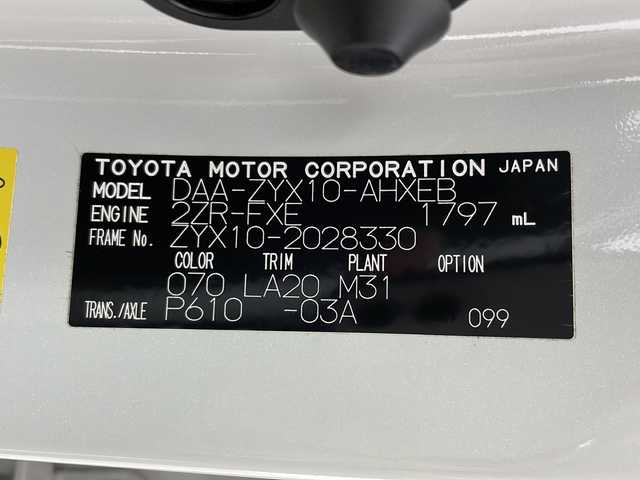 TOYOTA MOTOR CORPORATION JAPAN
MODEL DAA-ZYX10-AHXEB
ENGINE 2ZR-FXE 1797 mL
FRAME No. ZYX10-2028330
COLOR TRIM PLANT OPTION
070 LA20 M31
TRANS./AXLE P610 -03A 099